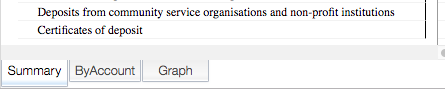 Deposits from community service organisations and non-profit institutions
Certificates of deposit
Summary ByAccount Graph